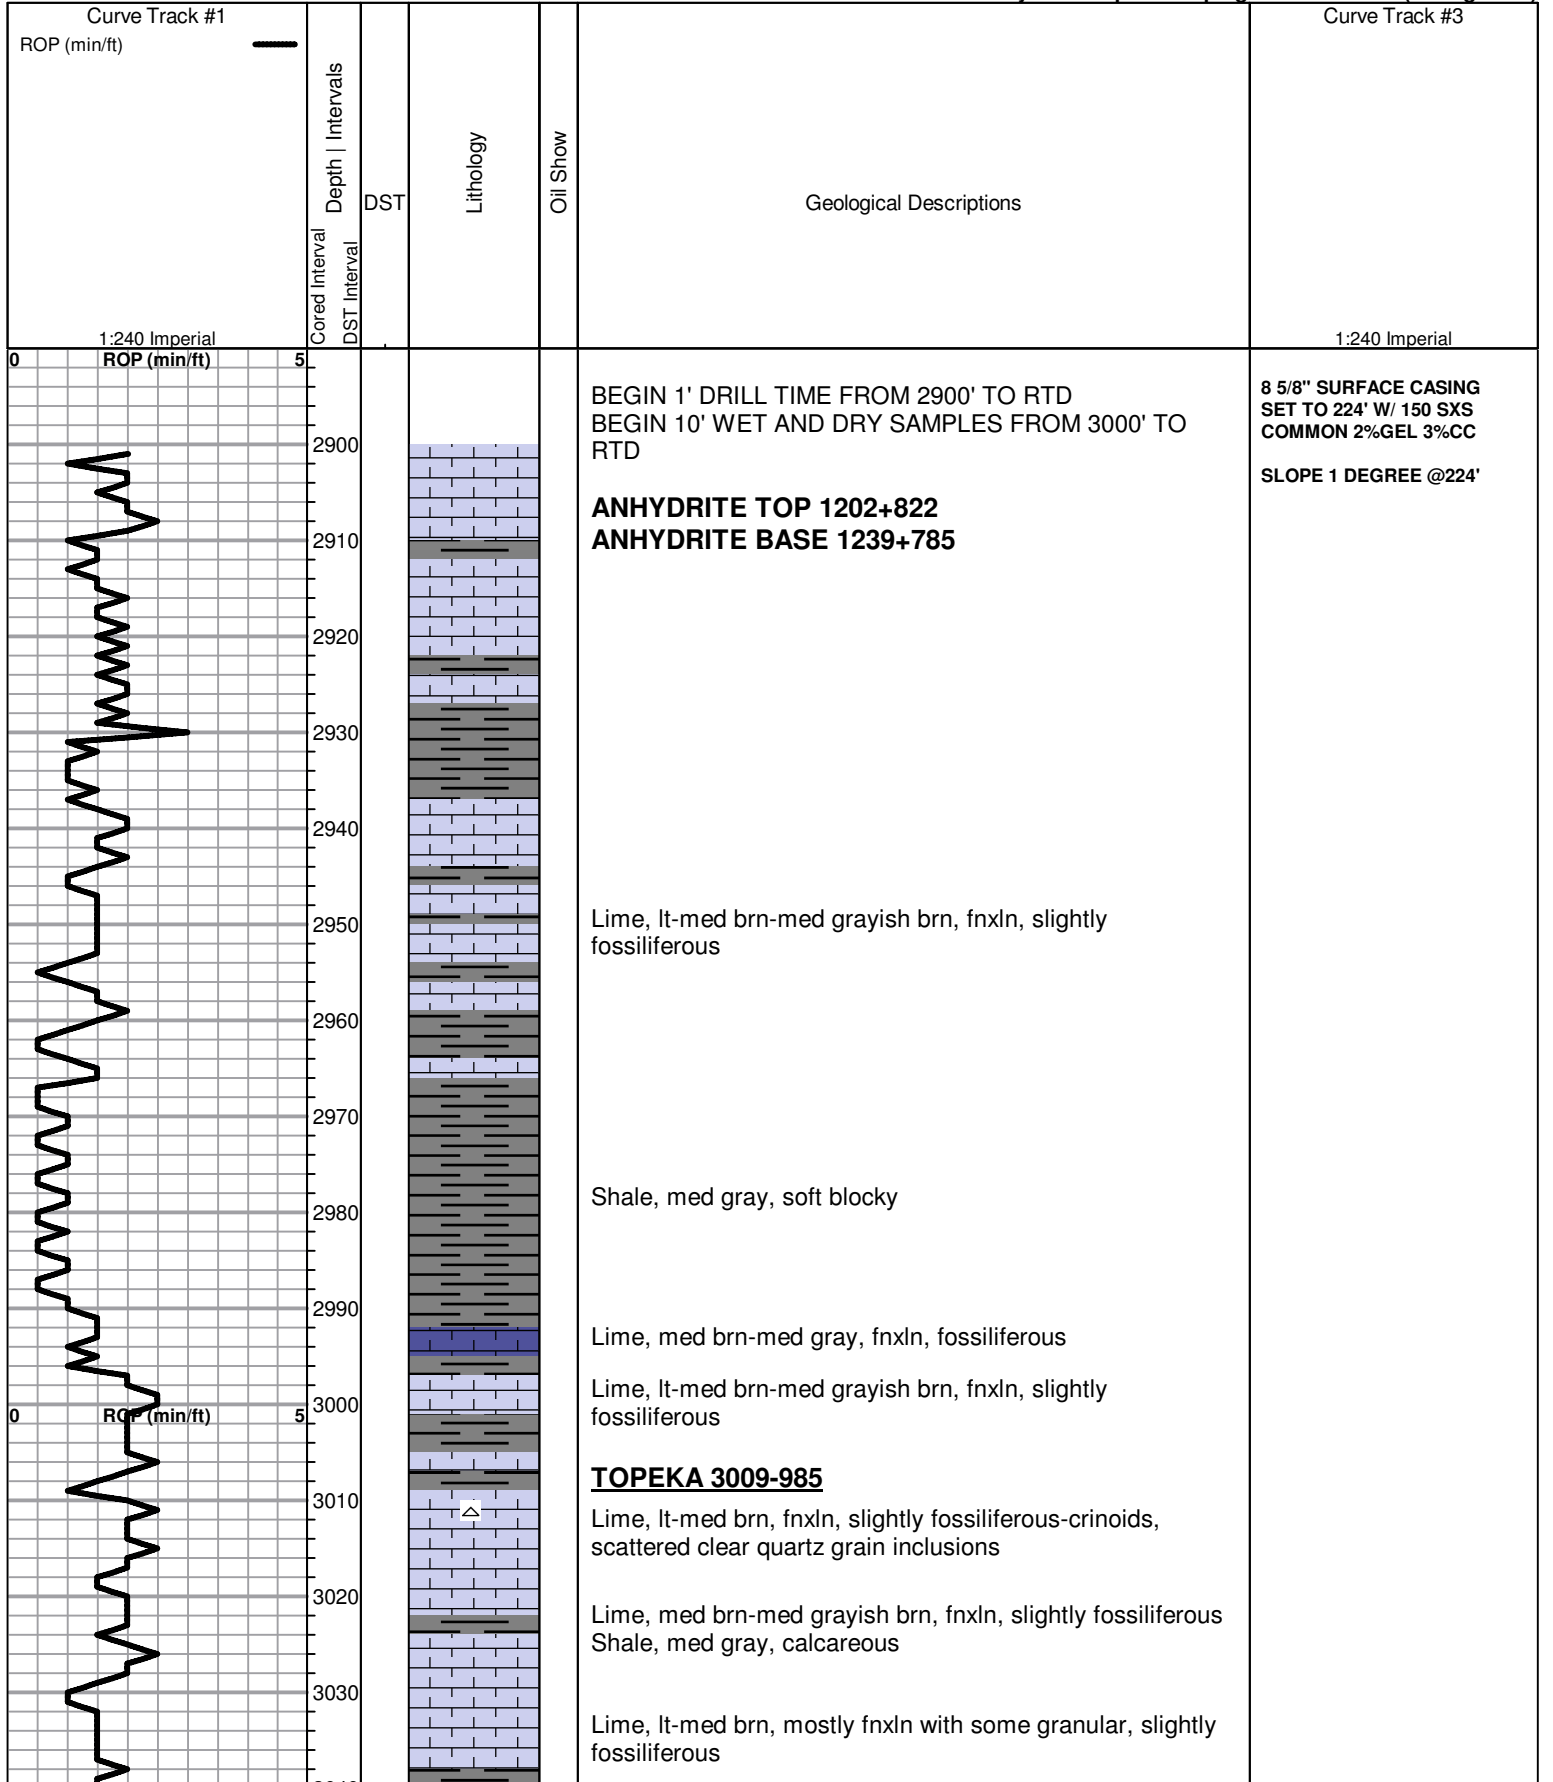 Curve Track #1
ROP (min/ft)
1:240 Imperial
Cored Interval
DST Interval
Depth | Intervals
DST
Lithology
Oil Show
Geological Descriptions
Curve Track #3
1:240 Imperial
0 ROP (min/ft) 5
BEGIN 1' DRILL TIME FROM 2900' TO RTD
BEGIN 10' WET AND DRY SAMPLES FROM 3000' TO
RTD
8 5/8" SURFACE CASING
SET TO 224' W/ 150 SXS
COMMON 2%GEL 3%CC
SLOPE 1 DEGREE @224'
2900
ANHYDRITE TOP 1202+822
ANHYDRITE BASE 1239+785
2910
2920
2930
2940
2950
Lime, lt-med brn-med grayish brn, fnxln, slightly
fossiliferous
2960
2970
Shale, med gray, soft blocky
2980
2990
Lime, med brn-med gray, fnxln, fossiliferous
Lime, lt-med brn-med grayish brn, fnxln, slightly
fossiliferous
3000
0 ROP (min/ft) 5
TOPEKA 3009-985
3010
Lime, lt-med brn, fnxln, slightly fossiliferous-crinoids,
scattered clear quartz grain inclusions
3020
Lime, med brn-med grayish brn, fnxln, slightly fossiliferous
Shale, med gray, calcareous
3030
Lime, lt-med brn, mostly fnxln with some granular, slightly
fossiliferous